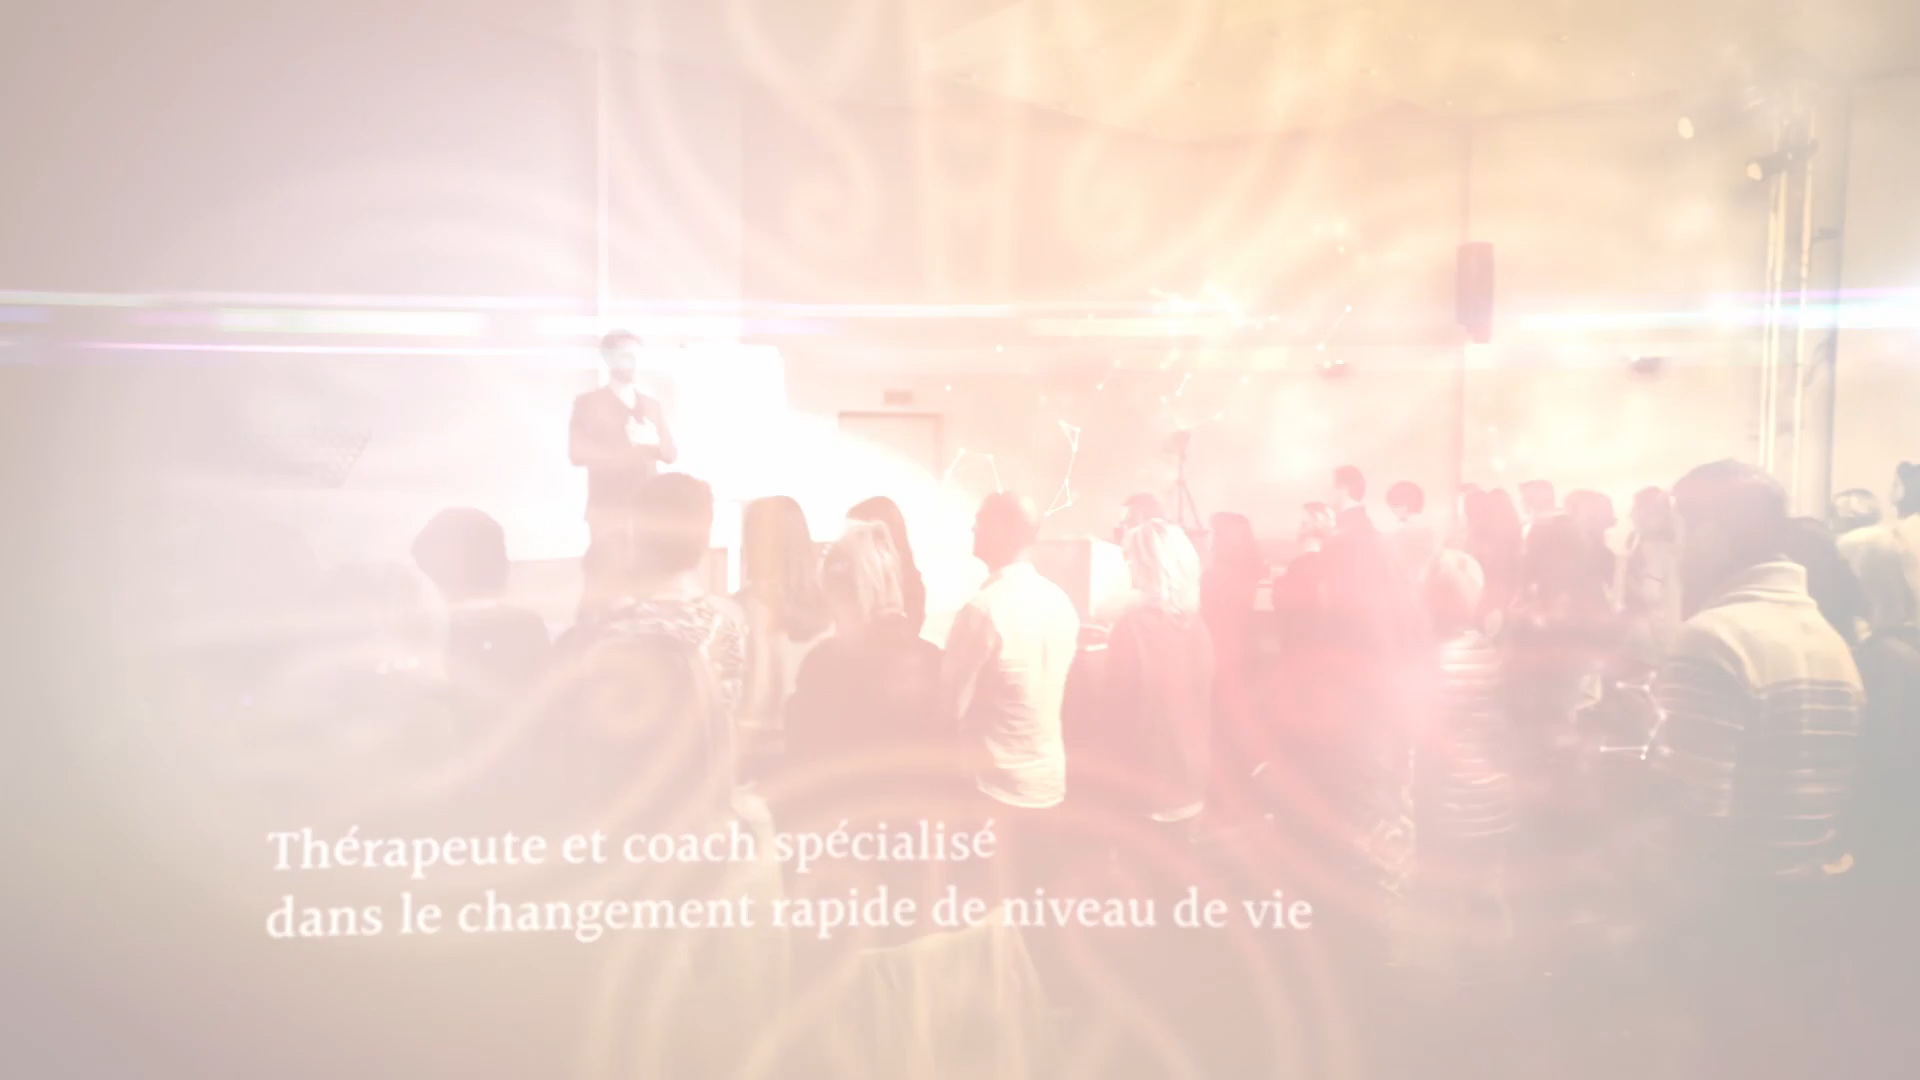 Thérapeute et coach spécialisé
dans le changement rapide de niveau de vie